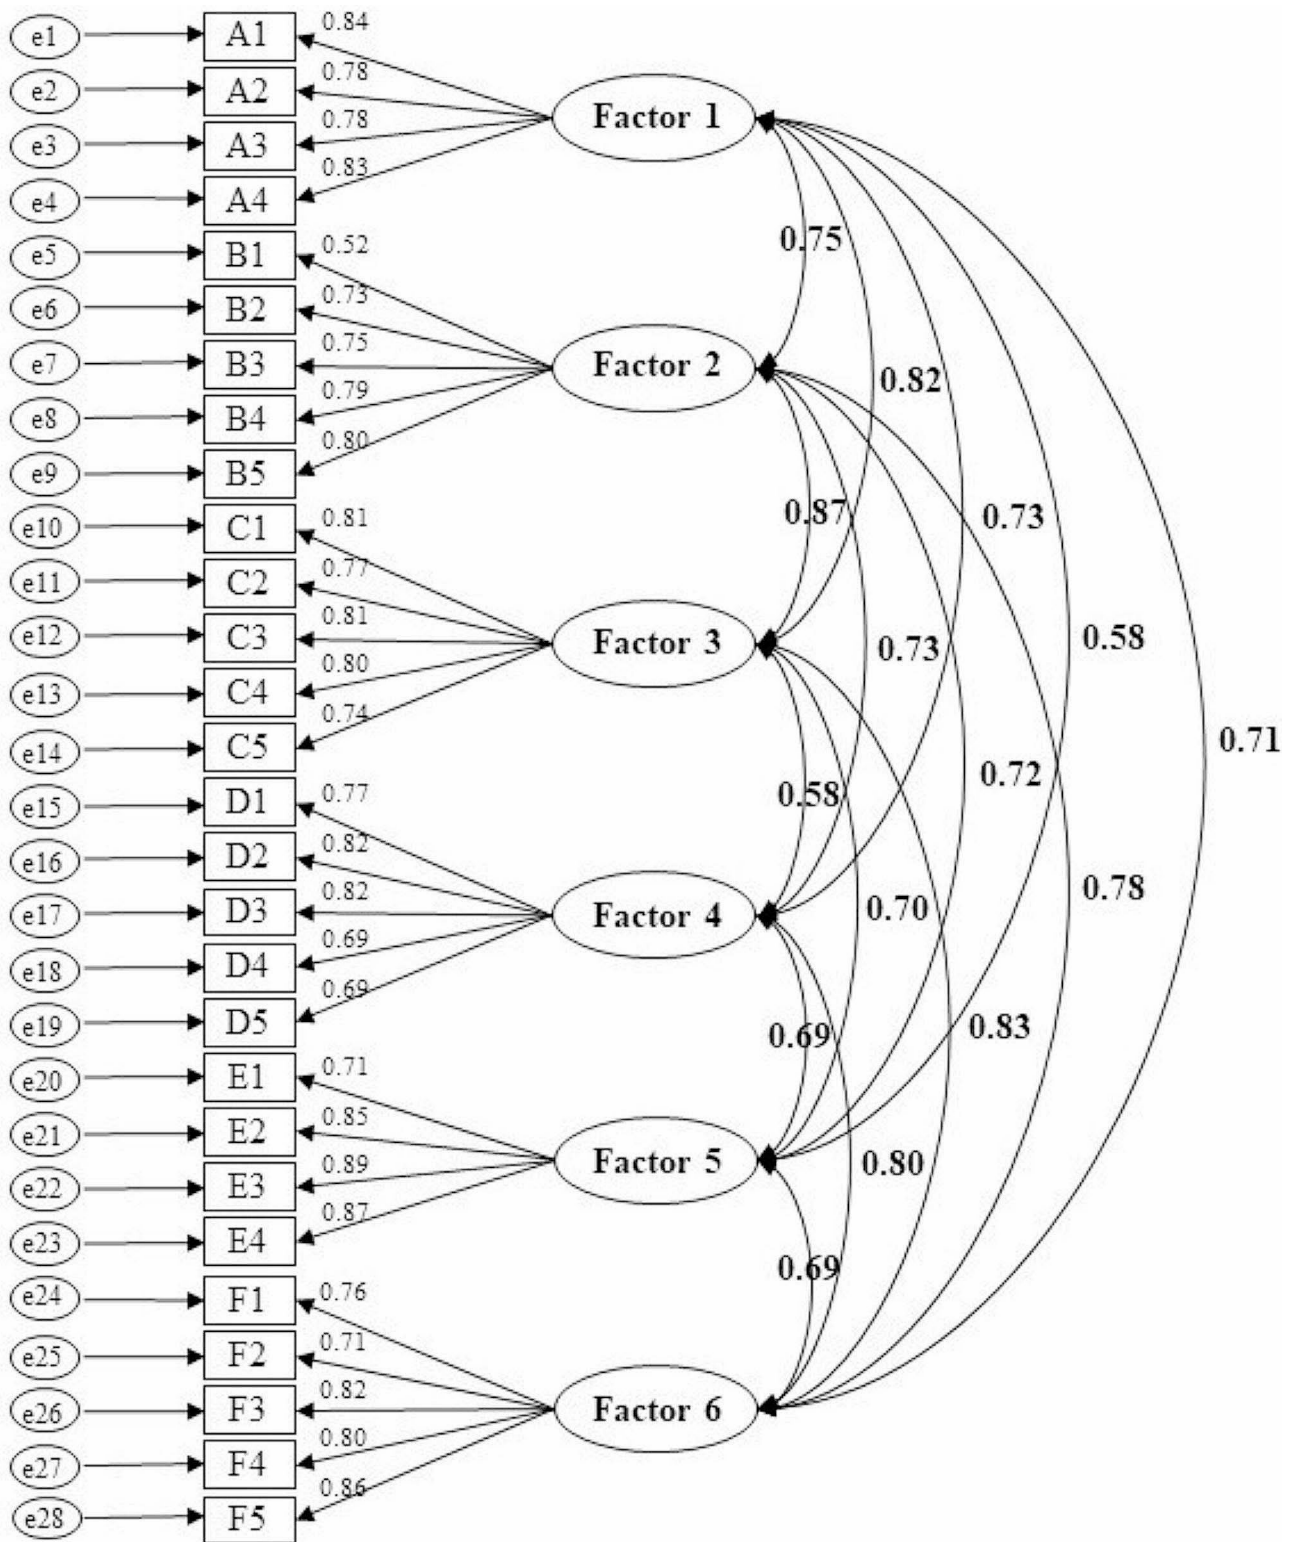 e1 A1 0.84
e2 A2 0.78
Factor 1
e3 A3 0.78
e4 A4 0.83
e5 B1 0.52
0.75
e6 B2 0.73
e7 B3 0.75
Factor 2
0.82
e8 B4 0.79
e9 B5 0.80
e10 C1 0.81
0.87 0.73
e11 C2 0.77
e12 C3 0.81
Factor 3 0.73 0.58
e13 C4 0.80
e14 C5 0.74
0.71
e15 D1 0.77
0.58 0.72
e16 D2 0.82
e17 D3 0.82
Factor 4 0.70 0.78
e18 D4 0.69
e19 D5 0.69
0.69 0.83
e20 E1 0.71
e21 E2 0.85
e22 E3 0.89
Factor 5 0.80
e23 E4 0.87
0.69
e24 F1 0.76
e25 F2 0.71
e26 F3 0.82
Factor 6
e27 F4 0.80
e28 F5 0.86